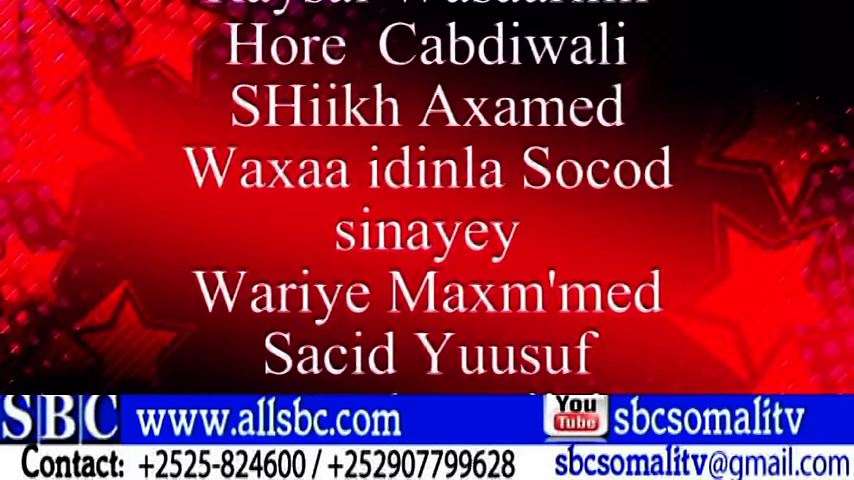 Hore Cabdiwali
SHiikh Axamed
Waxaa idinla Socod
sinayey
Wariye Maxm'med
Sacid Yuusuf
SBC www.allsbc.com You Tube sbcsomalitv
Contact: +2525-824600 / +252907799628 sbcsomalitv@gmail.com